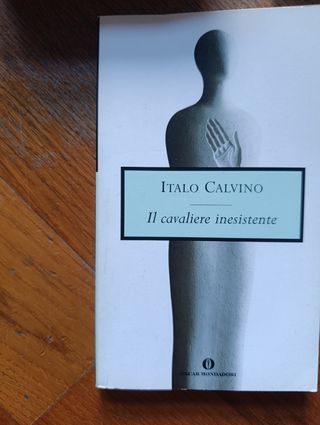 ITALO CALVINO
Il cavaliere inesistente
OSCAR MONDADORI